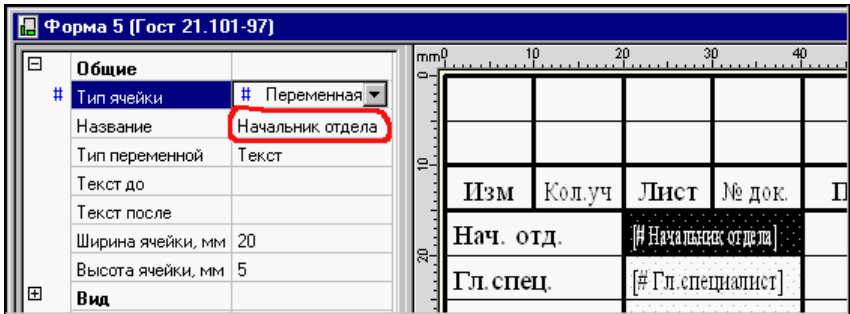 Форма 5 (Гост 21.101-97)
Общие
# Тип ячейки # Переменная
Название Начальник отдела
Тип переменной Текст
Текст до
Текст после
Ширина ячейки, мм 20
Высота ячейки, мм 5
Вид
mm 0 10 20 30 40
0
10
20
Изм Кол.уч Лист № док. П
Нач. отд. [# Начальник отдела]
Гл.спец. [# Гл.специалист]